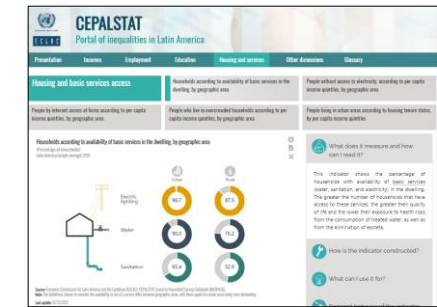 CEPALSTAT
Portal of inequalities in Latin America
ECLAC
Presentation Incomes Employment Education Housing and services Other dimensions Glossary
Housing and basic services access
Households according to availability of basic services in the dwelling, by geographic area
People without access to electricity, according to per capita income quintiles, by geographic area
People by internet access at home according to per capita income quintiles, by geographic area
People who live in overcrowded households according to per capita income quintiles, by geographic area
People living in urban areas according to housing tenure status, by per capita income quintiles
Households according to availability of basic services in the dwelling, by geographic area
(Percentage of households)
Urban Rural
Electric lighting
Water
Sanitation
87.5
76.2
65.4
52.9
What does it measure and how can I read it?
This indicator shows the percentage of households with availability of basic services (water, sanitation, and electricity) in the dwelling. The greater the number of households that have access to these services, the greater their quality of life and the lower their exposure to health risks from the consumption of treated water, as well as from the elimination of excreta.
How is the indicator constructed?
What can I use it for?